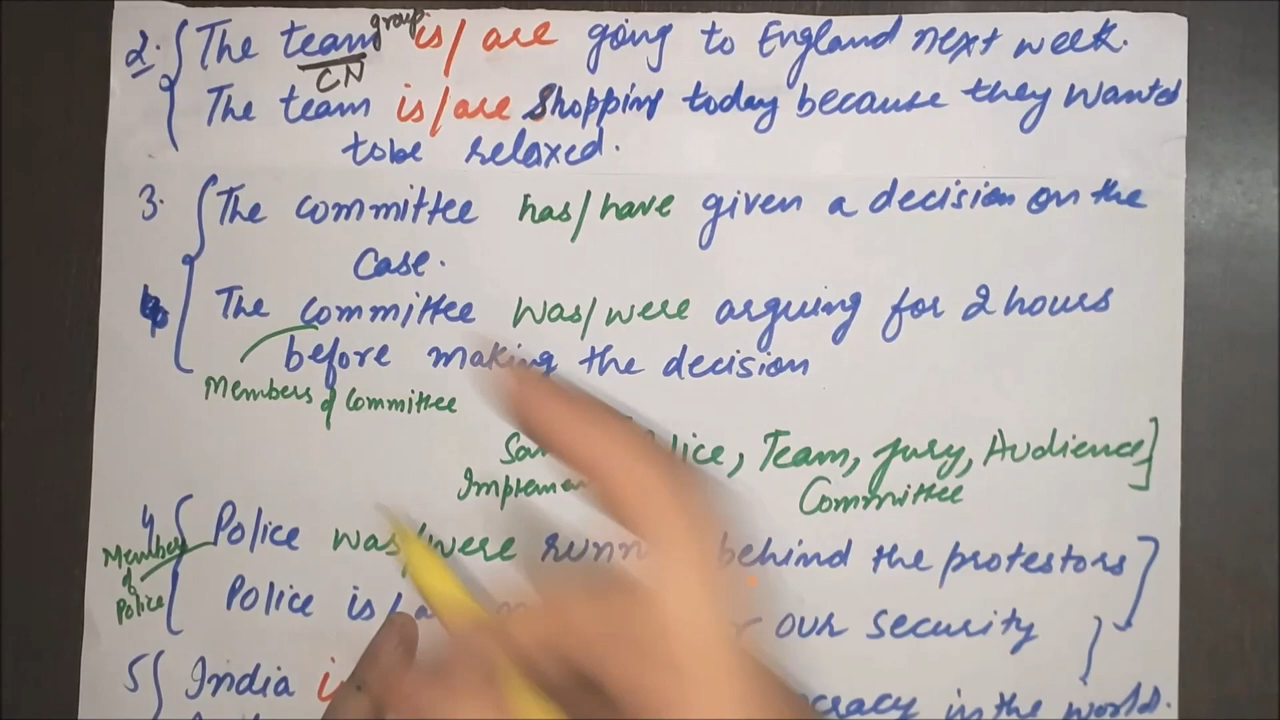 2. The team group is/are going to England next week.
CN
The team is/are shopping today because they wanted
to be relaxed.
3. The committee has/have given a decision on the
case.
The committee was/were arguing for 2 hours
before making the decision
Members of Committee
Team, Jury, Audience]
Committee
4 Police was/were behind the protestors
Members
of
Police
Police is/ our security
5 India in the world.